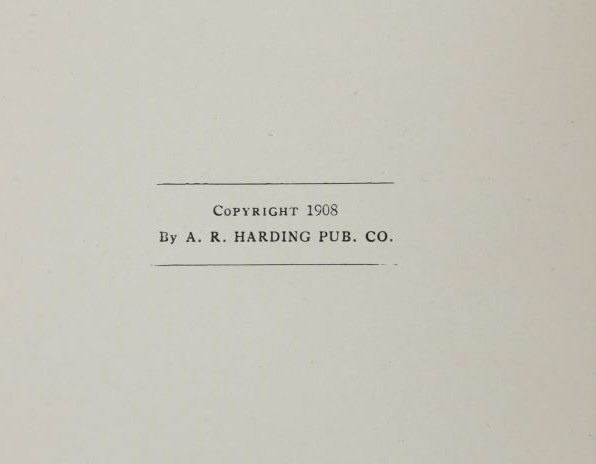 COPYRIGHT 1908
By A. R. HARDING PUB. CO.